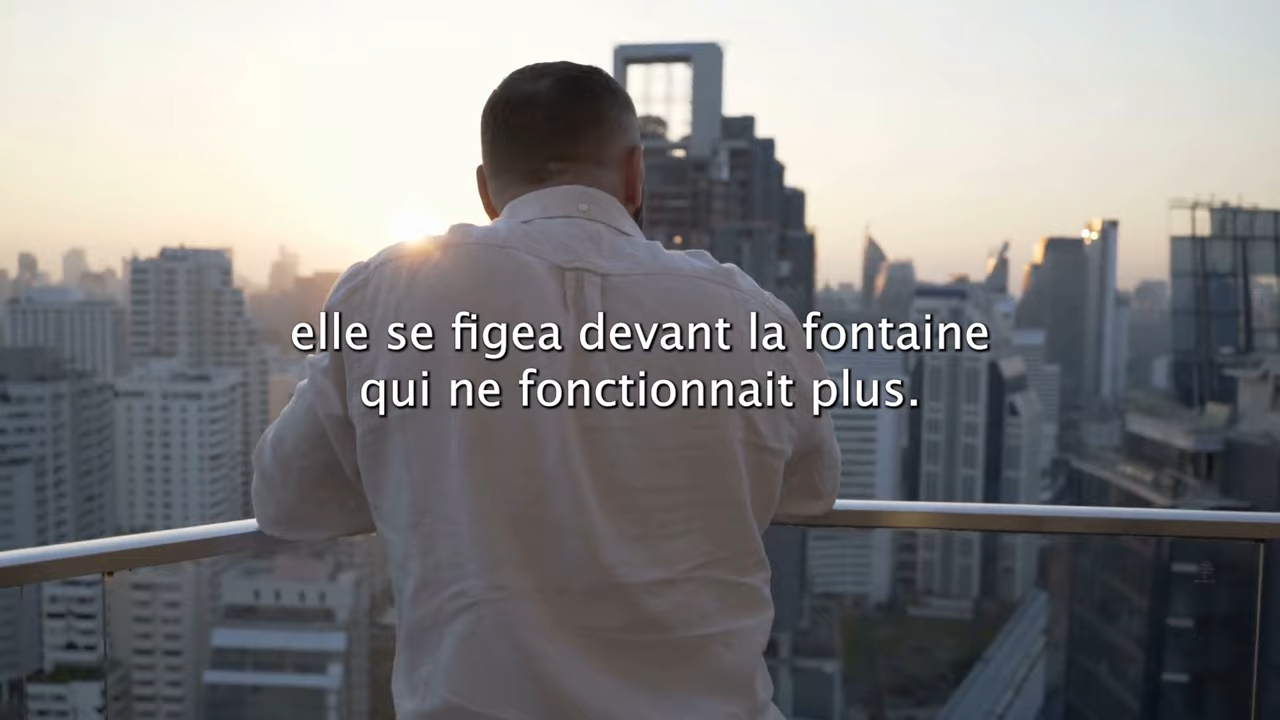 elle se figea devant la fontaine
qui ne fonctionnait plus.